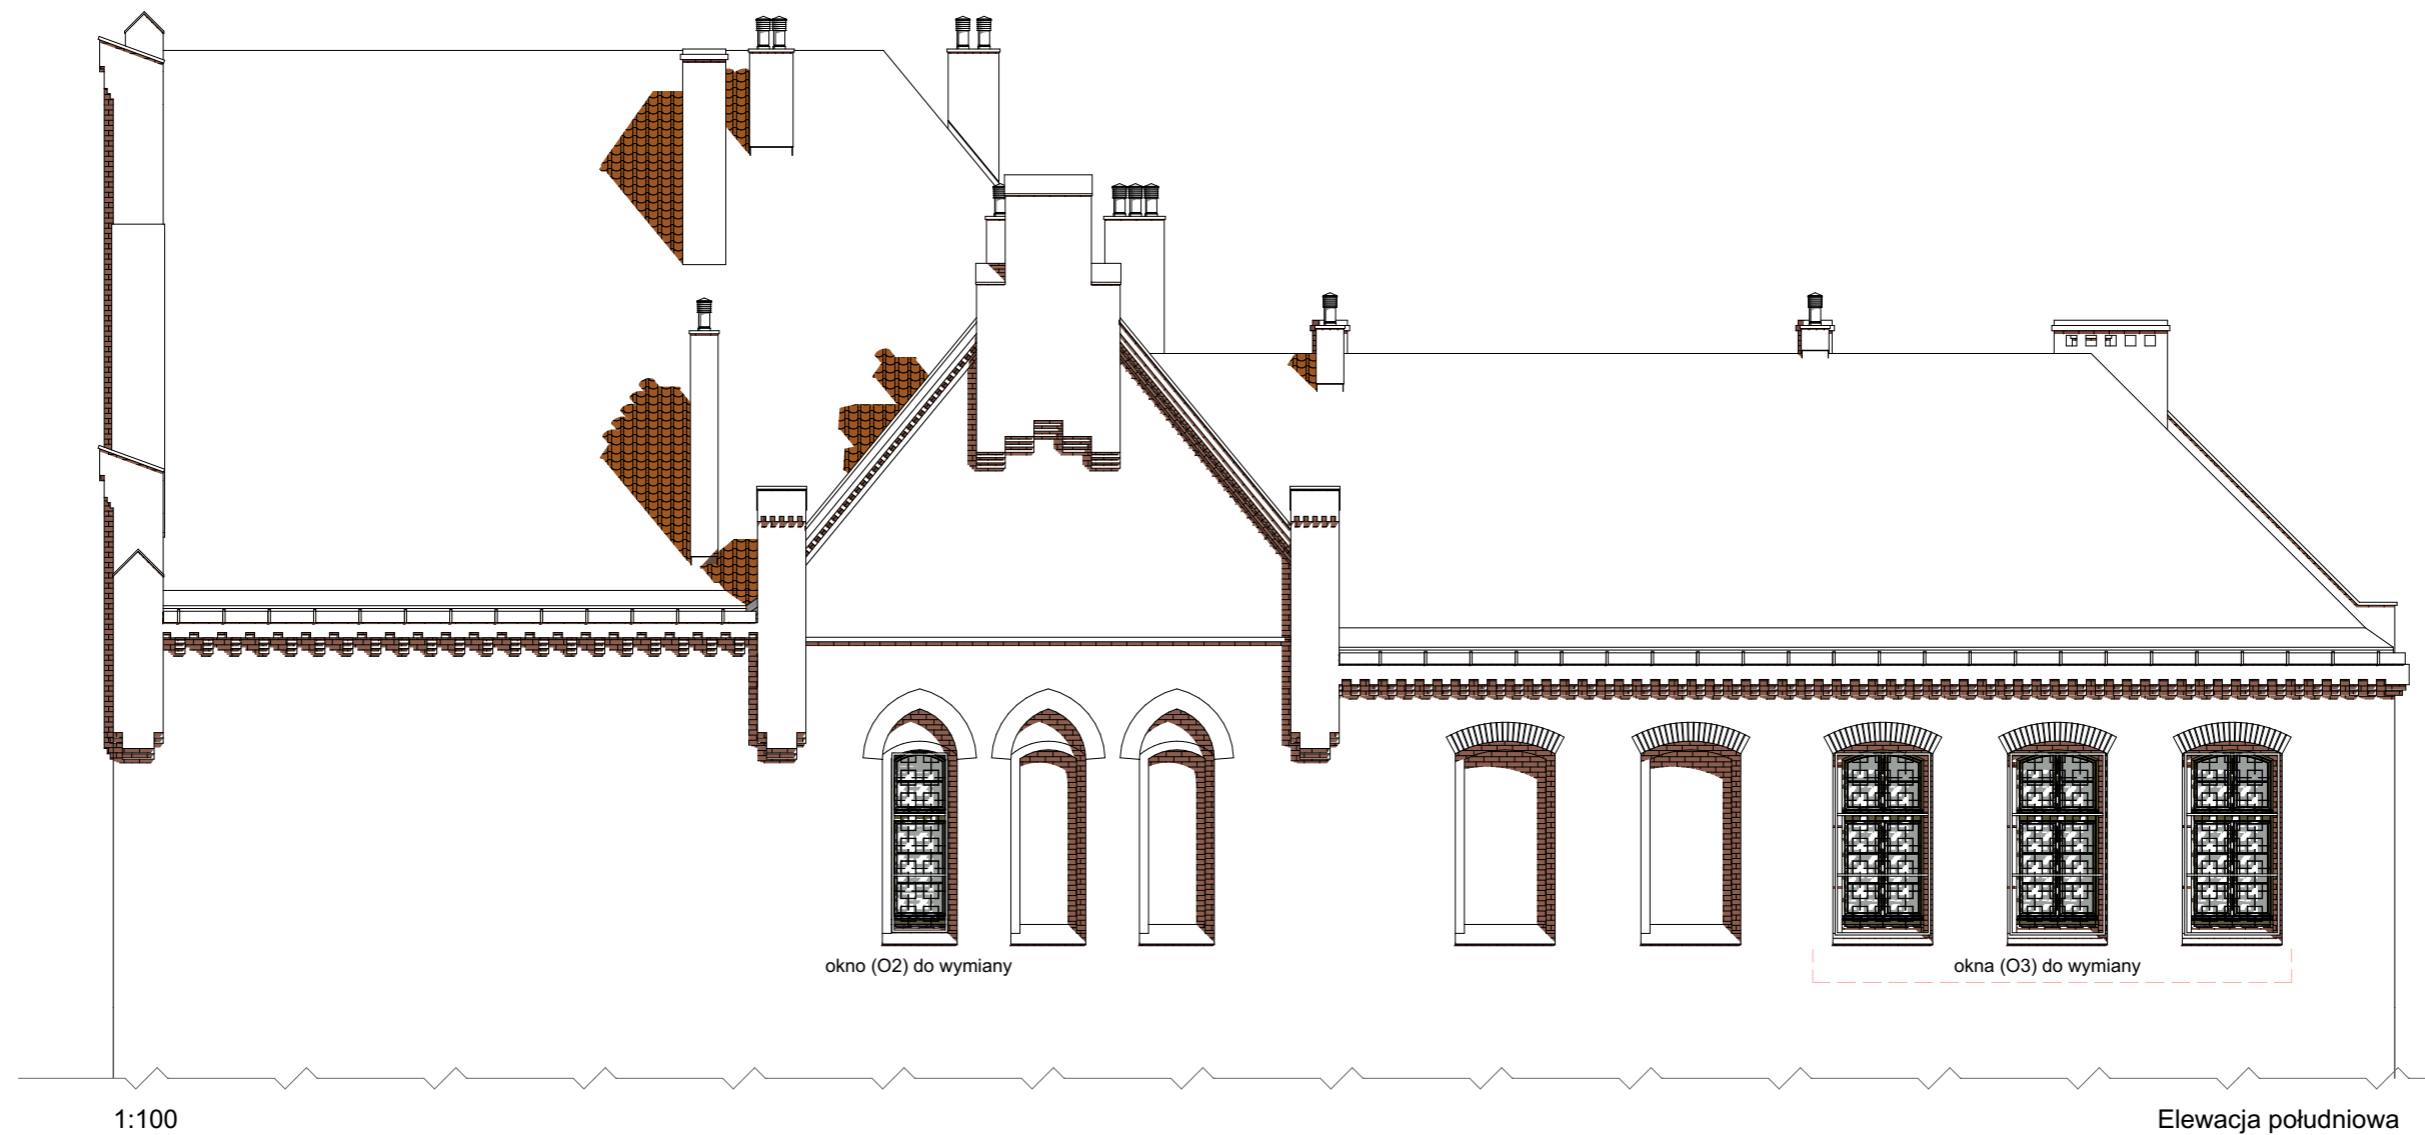 okno (O2) do wymiany
okna (O3) do wymiany
1:100
Elewacja południowa